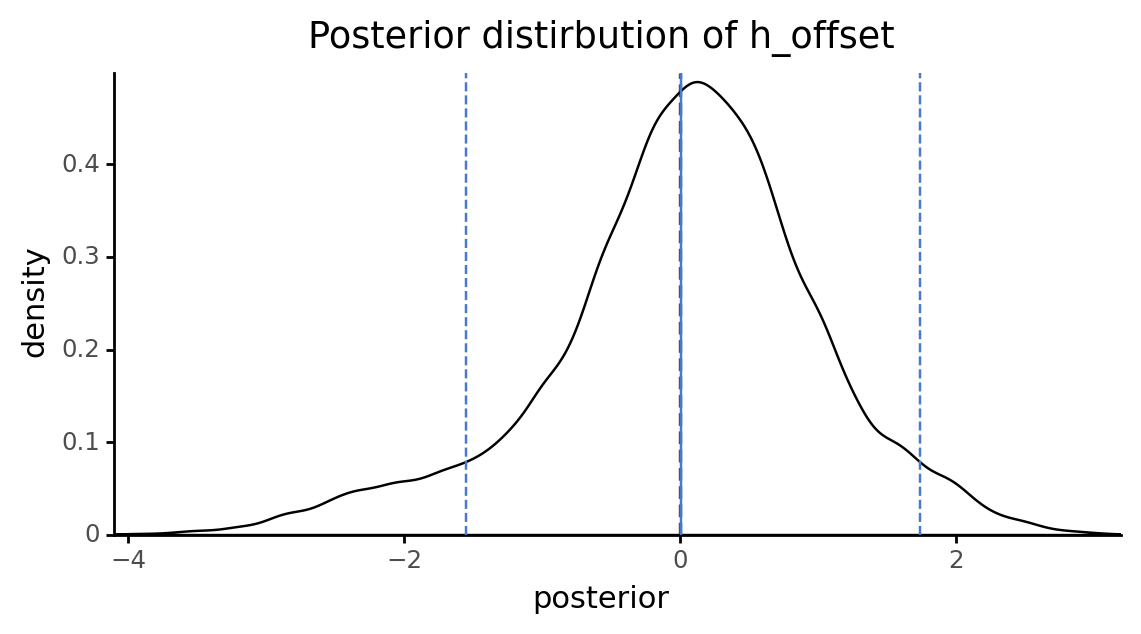 Posterior distirbution of h_offset
density
0.4
0.3
0.2
0.1
0
−4 −2 0 2
posterior